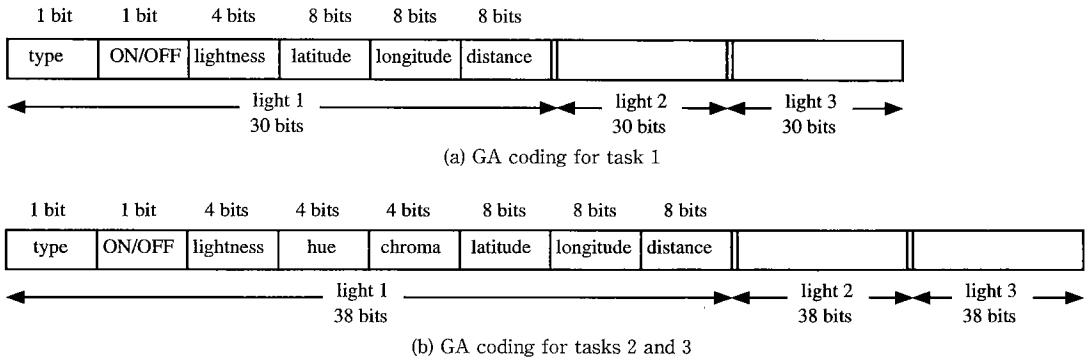 1 bit 1 bit 4 bits 8 bits 8 bits 8 bits
type ON/OFF lightness latitude longitude distance
light 1 light 2 light 3
30 bits 30 bits 30 bits
(a) GA coding for task 1
1 bit 1 bit 4 bits 4 bits 4 bits 8 bits 8 bits 8 bits
type ON/OFF lightness hue chroma latitude longitude distance
light 1 light 2 light 3
38 bits 38 bits 38 bits
(b) GA coding for tasks 2 and 3